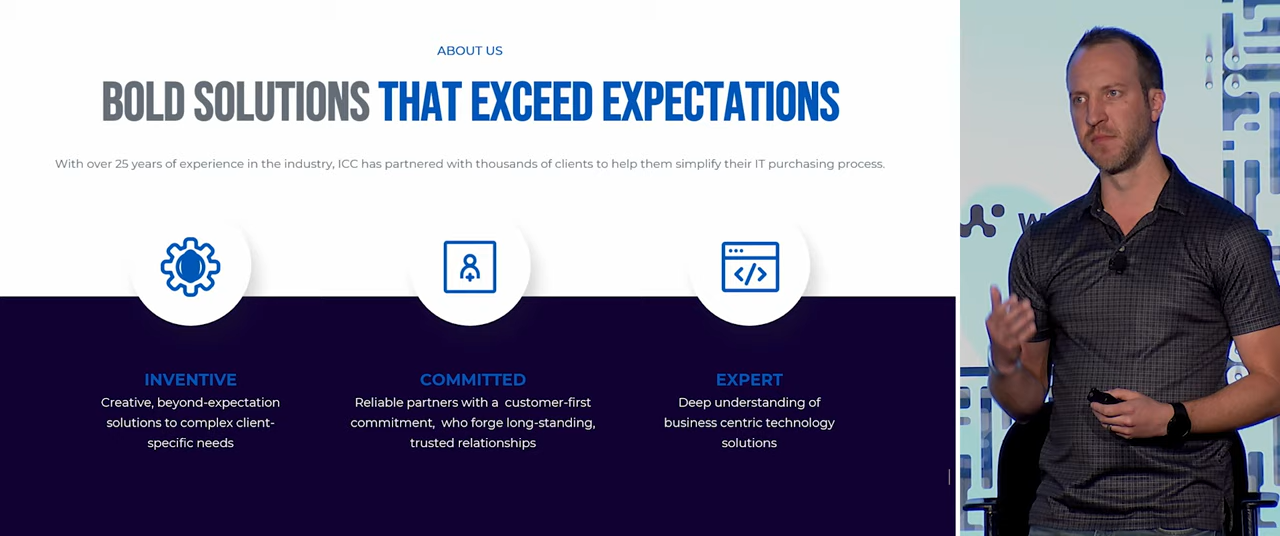 ABOUT US
BOLD SOLUTIONS THAT EXCEED EXPECTATIONS
With over 25 years of experience in the industry, ICC has partnered with thousands of clients to help them simplify their IT purchasing process.
INVENTIVE
Creative, beyond-expectation
solutions to complex client-
specific needs
COMMITTED
Reliable partners with a customer-first
commitment, who forge long-standing,
trusted relationships
EXPERT
Deep understanding of
business centric technology
solutions